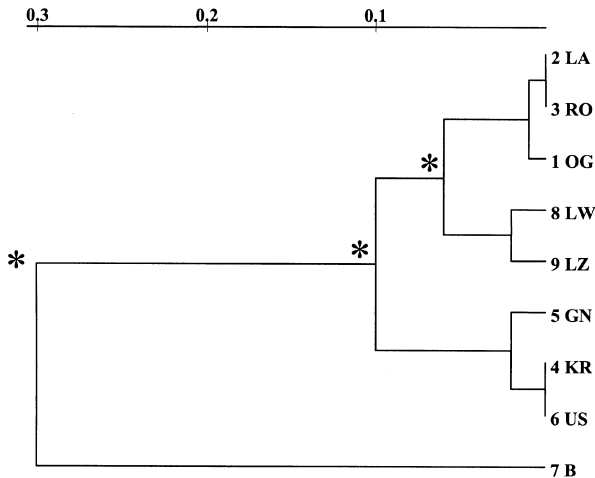 0,3 0,2 0,1
2 LA
3 RO
1 OG
*
8 LW
* *
9 LZ
5 GN
4 KR
6 US
7 B